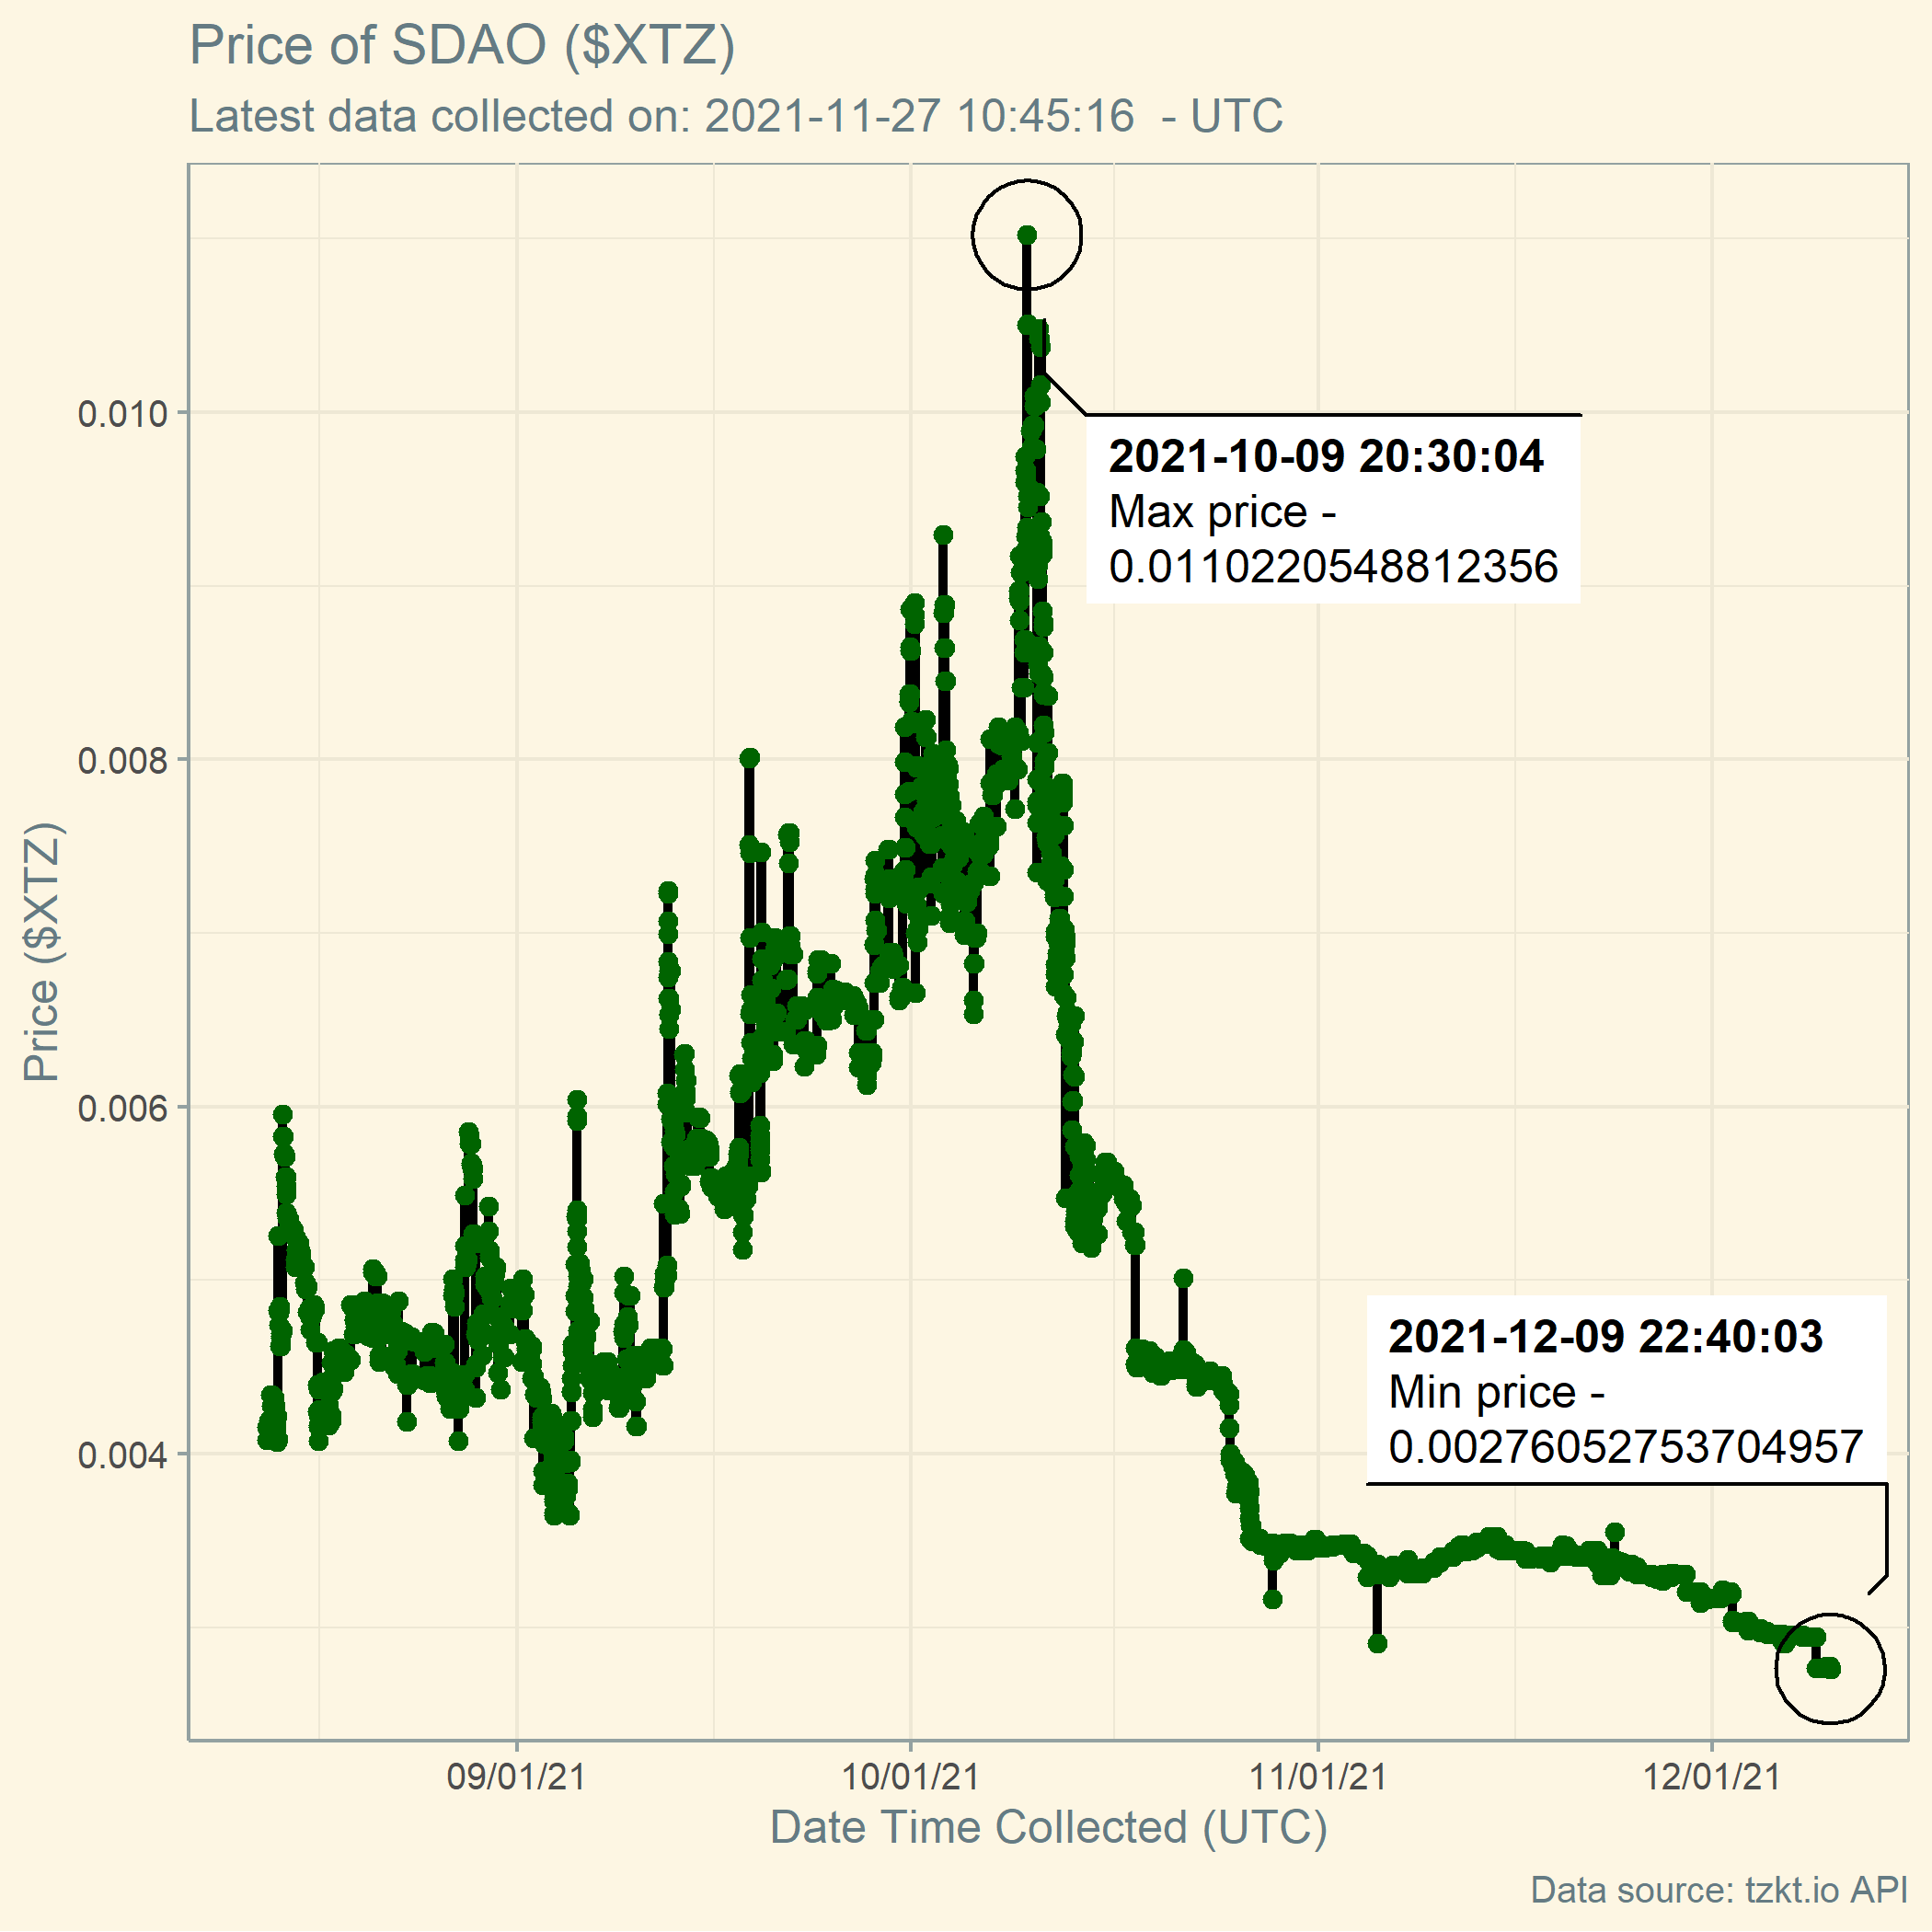 Price of SDAO ($XTZ)
Latest data collected on: 2021-11-27 10:45:16 - UTC
Price ($XTZ)
0.010
0.008
0.006
0.004
2021-10-09 20:30:04
Max price -
0.0110220548812356
2021-12-09 22:40:03
Min price -
0.00276052753704957
09/01/21
10/01/21
11/01/21
12/01/21
Date Time Collected (UTC)
Data source: tzkt.io API